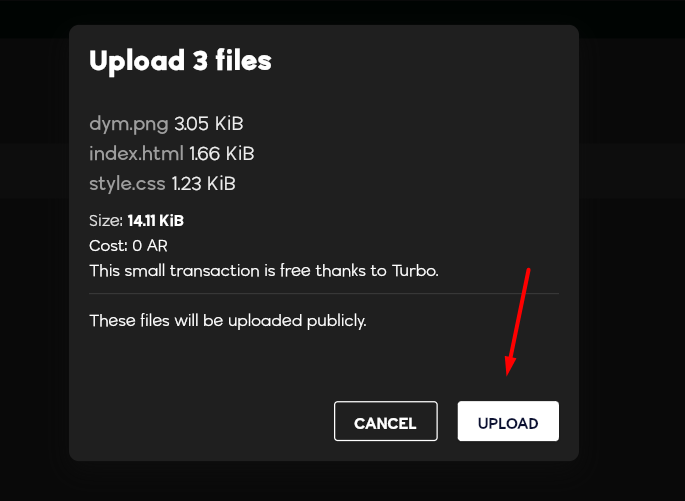 Upload 3 files
dym.png 3.05 KiB
index.html 1.66 KiB
style.css 1.23 KiB
Size: 14.11 KiB
Cost: 0 AR
This small transaction is free thanks to Turbo.
These files will be uploaded publicly.
CANCEL UPLOAD